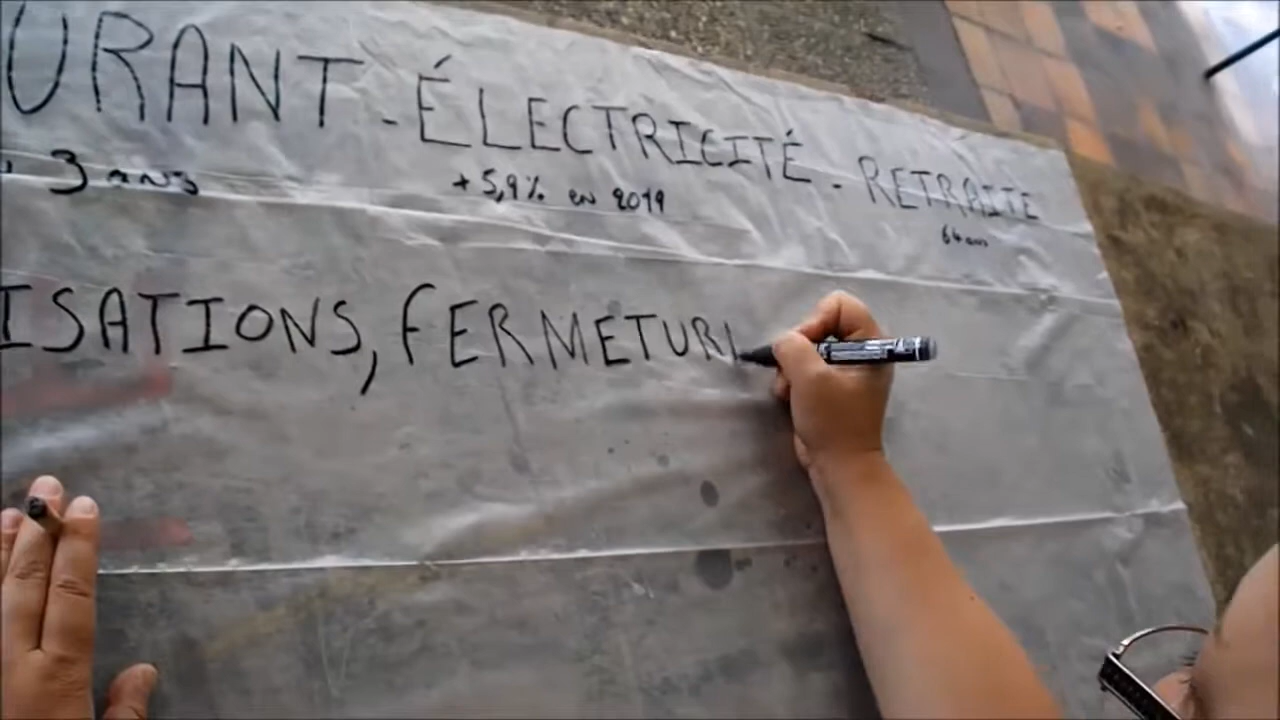 URANT - ÉLECTRICITÉ - RETRAITE
3 ans + 5,9% en 2019 64 ans
ISATIONS, FERMETUR